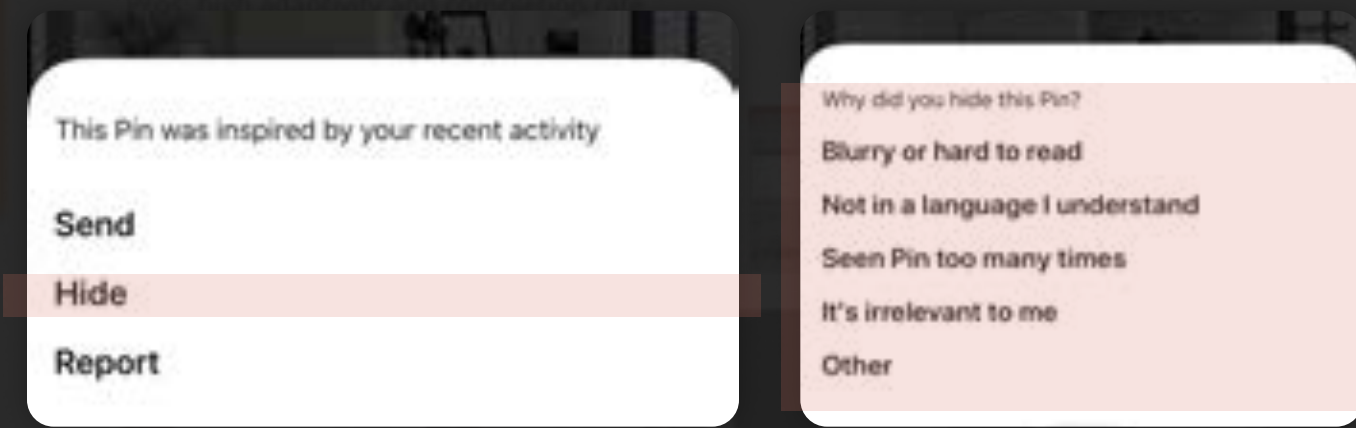 This Pin was inspired by your recent activity
Send
Hide
Report
Why did you hide this Pin?
Blurry or hard to read
Not in a language I understand
Seen Pin too many times
It's irrelevant to me
Other